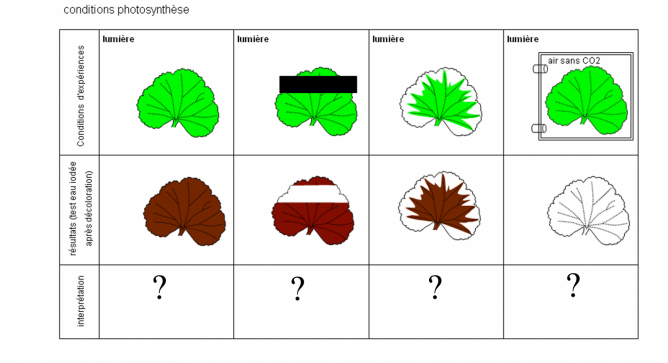 conditions photosynthèse
lumière
lumière
lumière
lumière
Conditions d'expériences
air sans CO2
résultats (test eau iodée
après décoloration)
interprétation
?
?
?
?